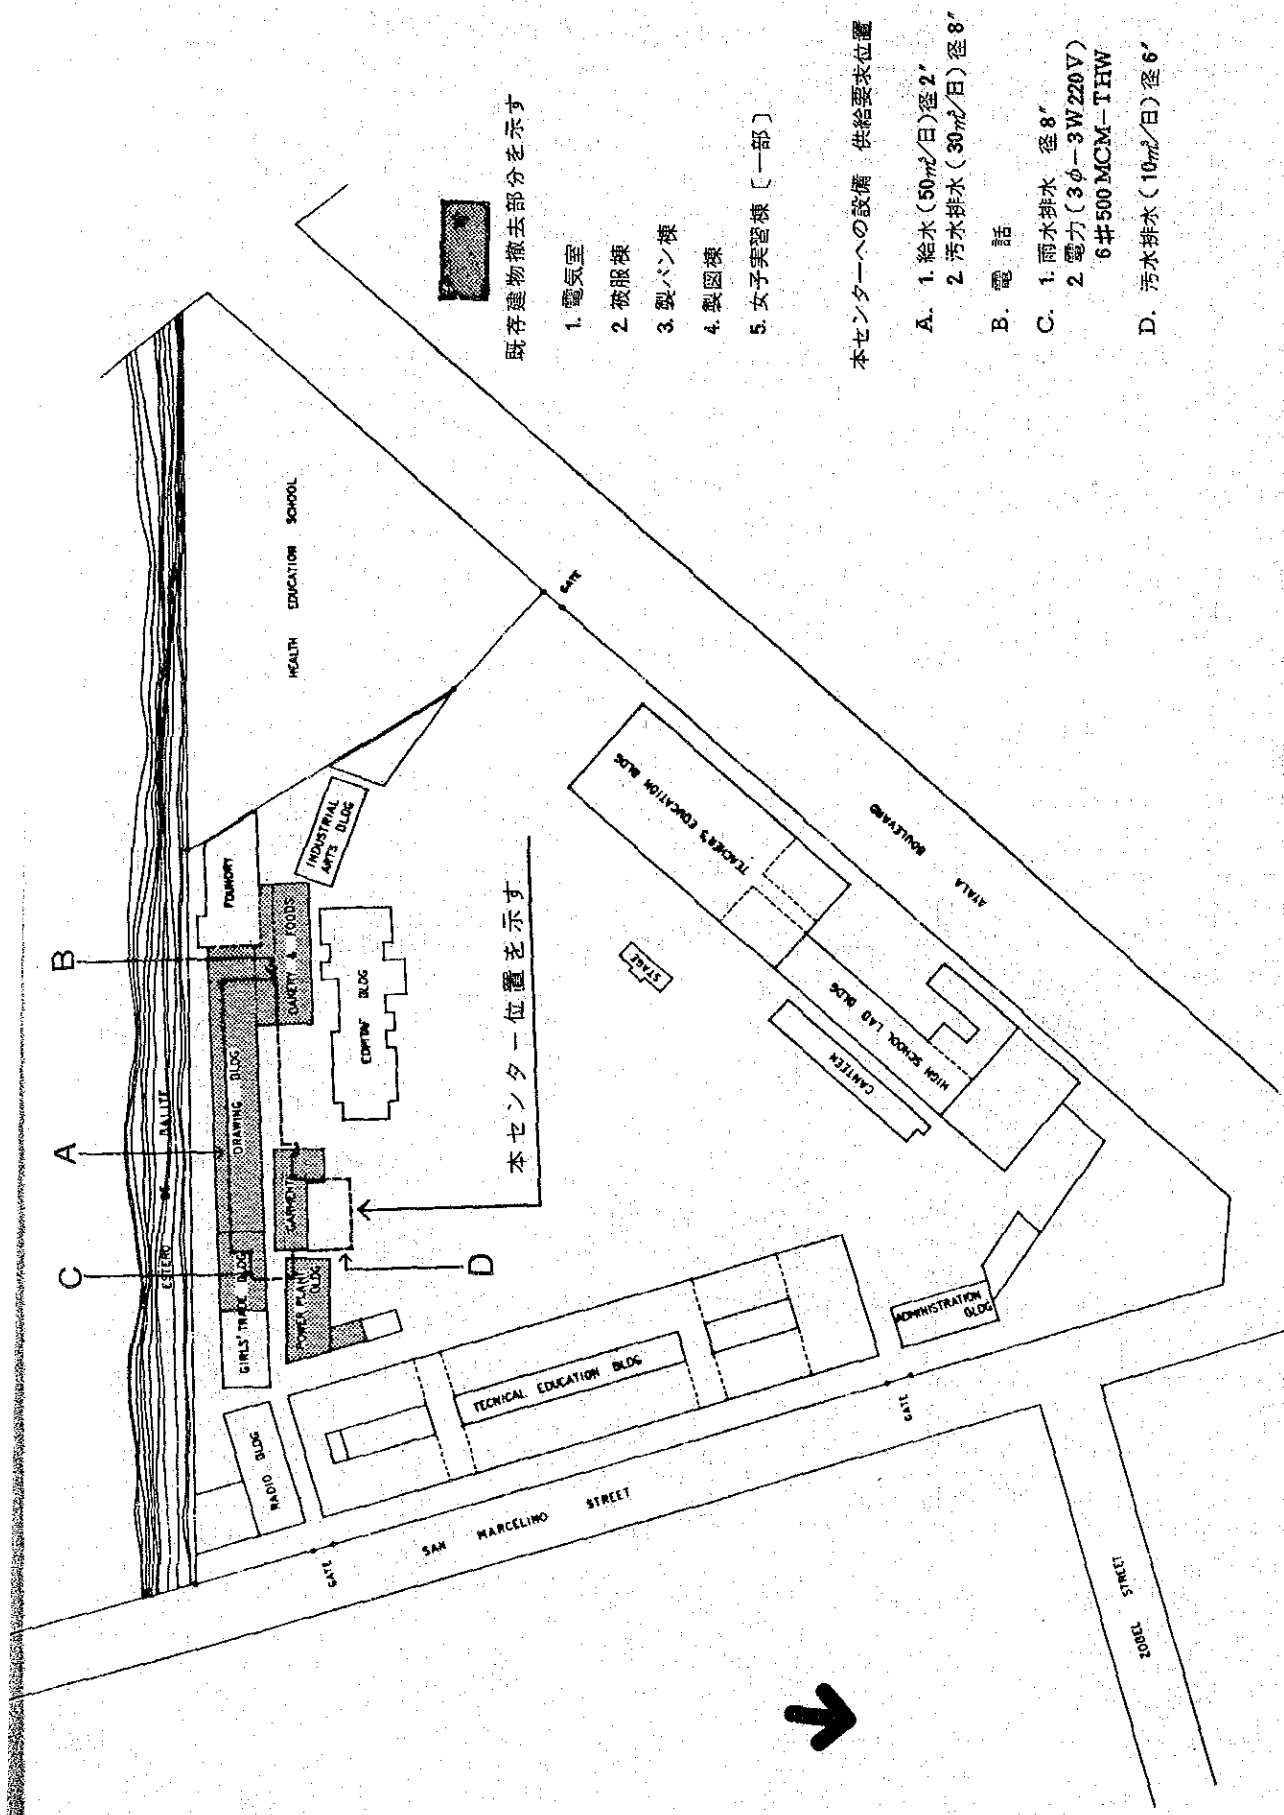 既存建物撤去部分を示す
1. 電気室
2. 被服棟
3. 製パン棟
4. 製図棟
5. 女子実習棟〔一部〕
本センターへの設備 供給要求位置
A. 1. 給水(50㎥/日)径2″
2. 汚水排水(30㎥/日)径8″
B. 電話
C. 1. 雨水排水 径8″
2. 電力(3φ-3W220V)
6#500MCM-THW
D. 汚水排水(10㎥/日)径6″
本センター位置を示す
A
B
C
D
ESTERO DE BALITE
HEALTH EDUCATION SCHOOL
FOUNDRY
INDUSTRIAL
ARTS BLDG
DRAWING BLDG
CANETY & FOODS
EDPITAF BLDG
GARMENT
GIRLS' TRADE BLDG
POWER PLANT
BLDG
RADIO BLDG
TECNICAL EDUCATION BLDG
ADMINISTRATION
BLDG
TEACHER'S EDUCATION BLDG
HIGH SCHOOL LAB BLDG
CANTEEN
STAGE
GATE
GATE
GATE
AYALA BOULEVARD
SAN MARCELINO STREET
ZOBEL STREET